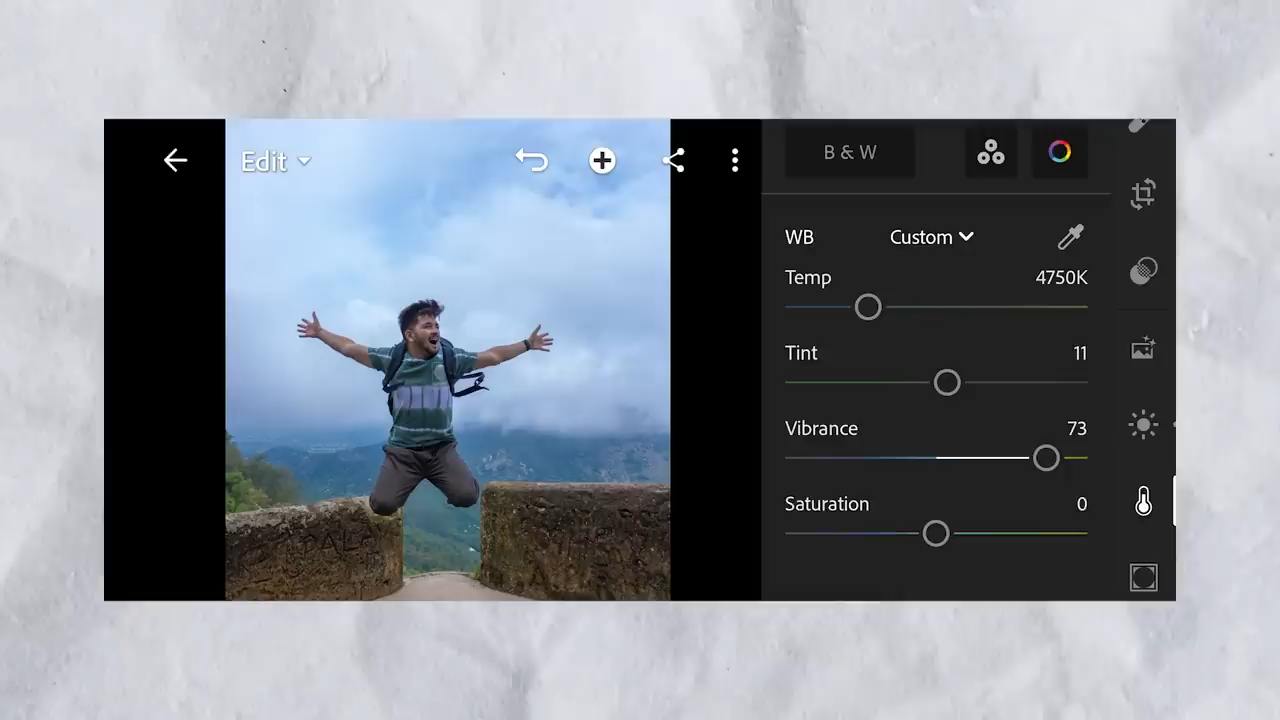 Edit
B & W
WB Custom
Temp 4750K
Tint 11
Vibrance 73
Saturation 0